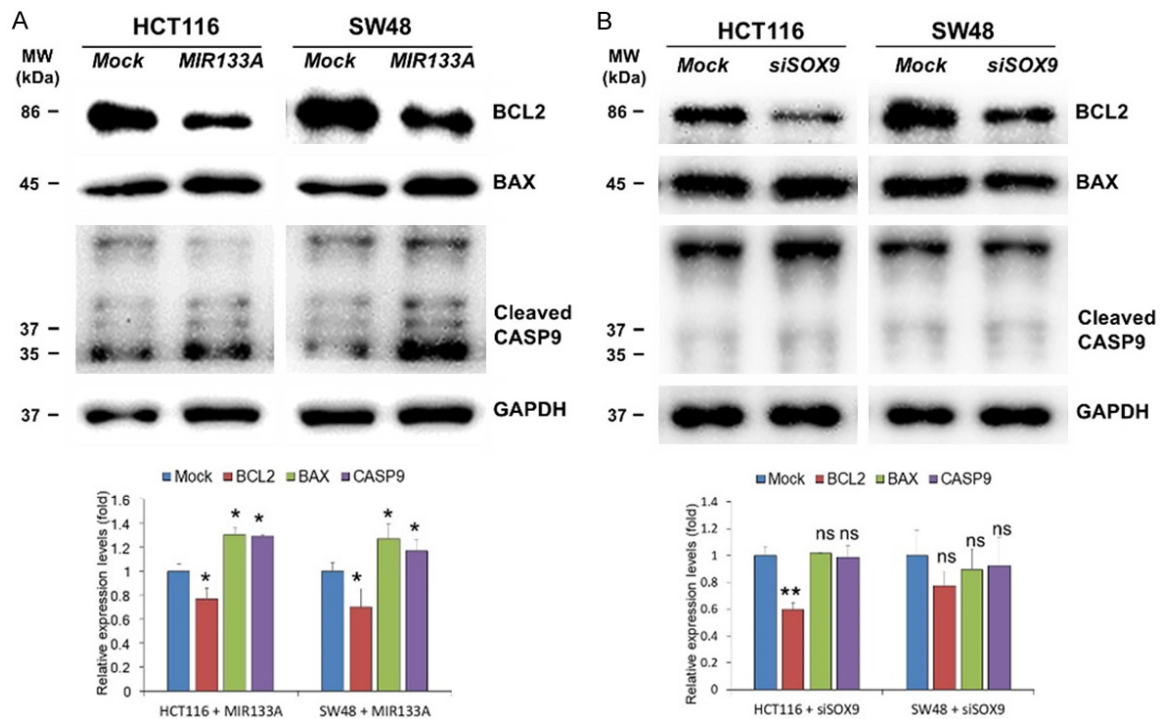 A
HCT116 SW48
MW
(kDa)
Mock MIR133A Mock MIR133A
86 BCL2
45 BAX
Cleaved
CASP9
37
35
37 GAPDH
Mock BCL2 BAX CASP9
Relative expression levels (fold)
1.6
1.4
1.2
1
0.8
0.6
0.4
0.2
0
* * *
* * *
HCT116 + MIR133A SW48 + MIR133A
B
HCT116 SW48
MW
(kDa)
Mock siSOX9 Mock siSOX9
86 BCL2
45 BAX
Cleaved
CASP9
37
35
37 GAPDH
Mock BCL2 BAX CASP9
Relative expression levels (fold)
1.4
1.2
1
0.8
0.6
0.4
0.2
0
** ns ns
ns ns ns
HCT116 + siSOX9 SW48 + siSOX9